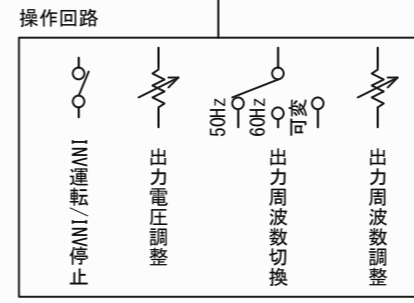 操作回路
50Hz
60Hz
可変
INV運転/INV停止
出力電圧調整
出力周波数切換
出力周波数調整